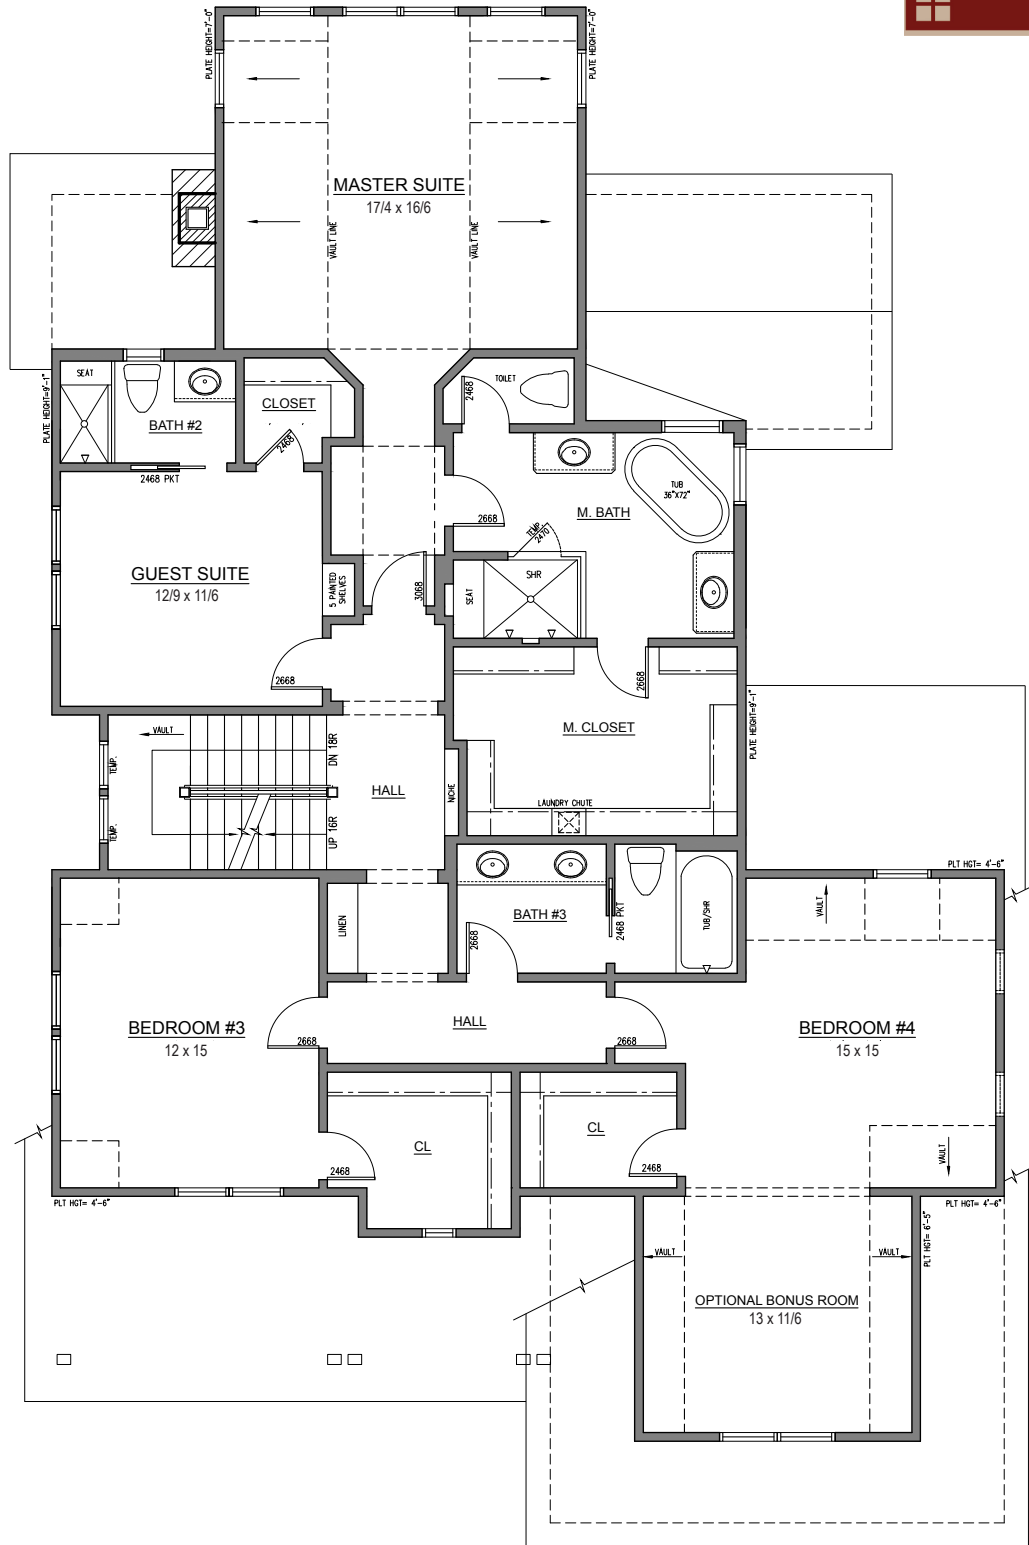 PLATE HEIGHT=7'-0"
PLATE HEIGHT=7'-0"
MASTER SUITE
17/4 x 16/6
VAULT LINE
VAULT LINE
PLATE HEIGHT=9'-1"
SEAT
BATH #2
CLOSET
2468
2468 PKT
2468
TOILET
TUB
36"X72"
M. BATH
2668
TEMP.
2470
SHR
SEAT
GUEST SUITE
12/9 x 11/6
5 PAINTED
SHELVES
3068
2668
2668
PLATE HEIGHT=9'-1"
M. CLOSET
VAULT
TEMP.
TEMP.
DN 18R
UP 16R
HALL
NICHE
LAUNDRY CHUTE
PLT HGT= 4'-6"
LINEN
BATH #3
2668
2468 PKT
TUB/SHR
VAULT
BEDROOM #3
12 x 15
2668
HALL
2668
BEDROOM #4
15 x 15
CL
2468
CL
2468
VAULT
PLT HGT= 4'-6"
PLT HGT= 4'-6"
PLT HGT= 6'-5"
VAULT
VAULT
OPTIONAL BONUS ROOM
13 x 11/6